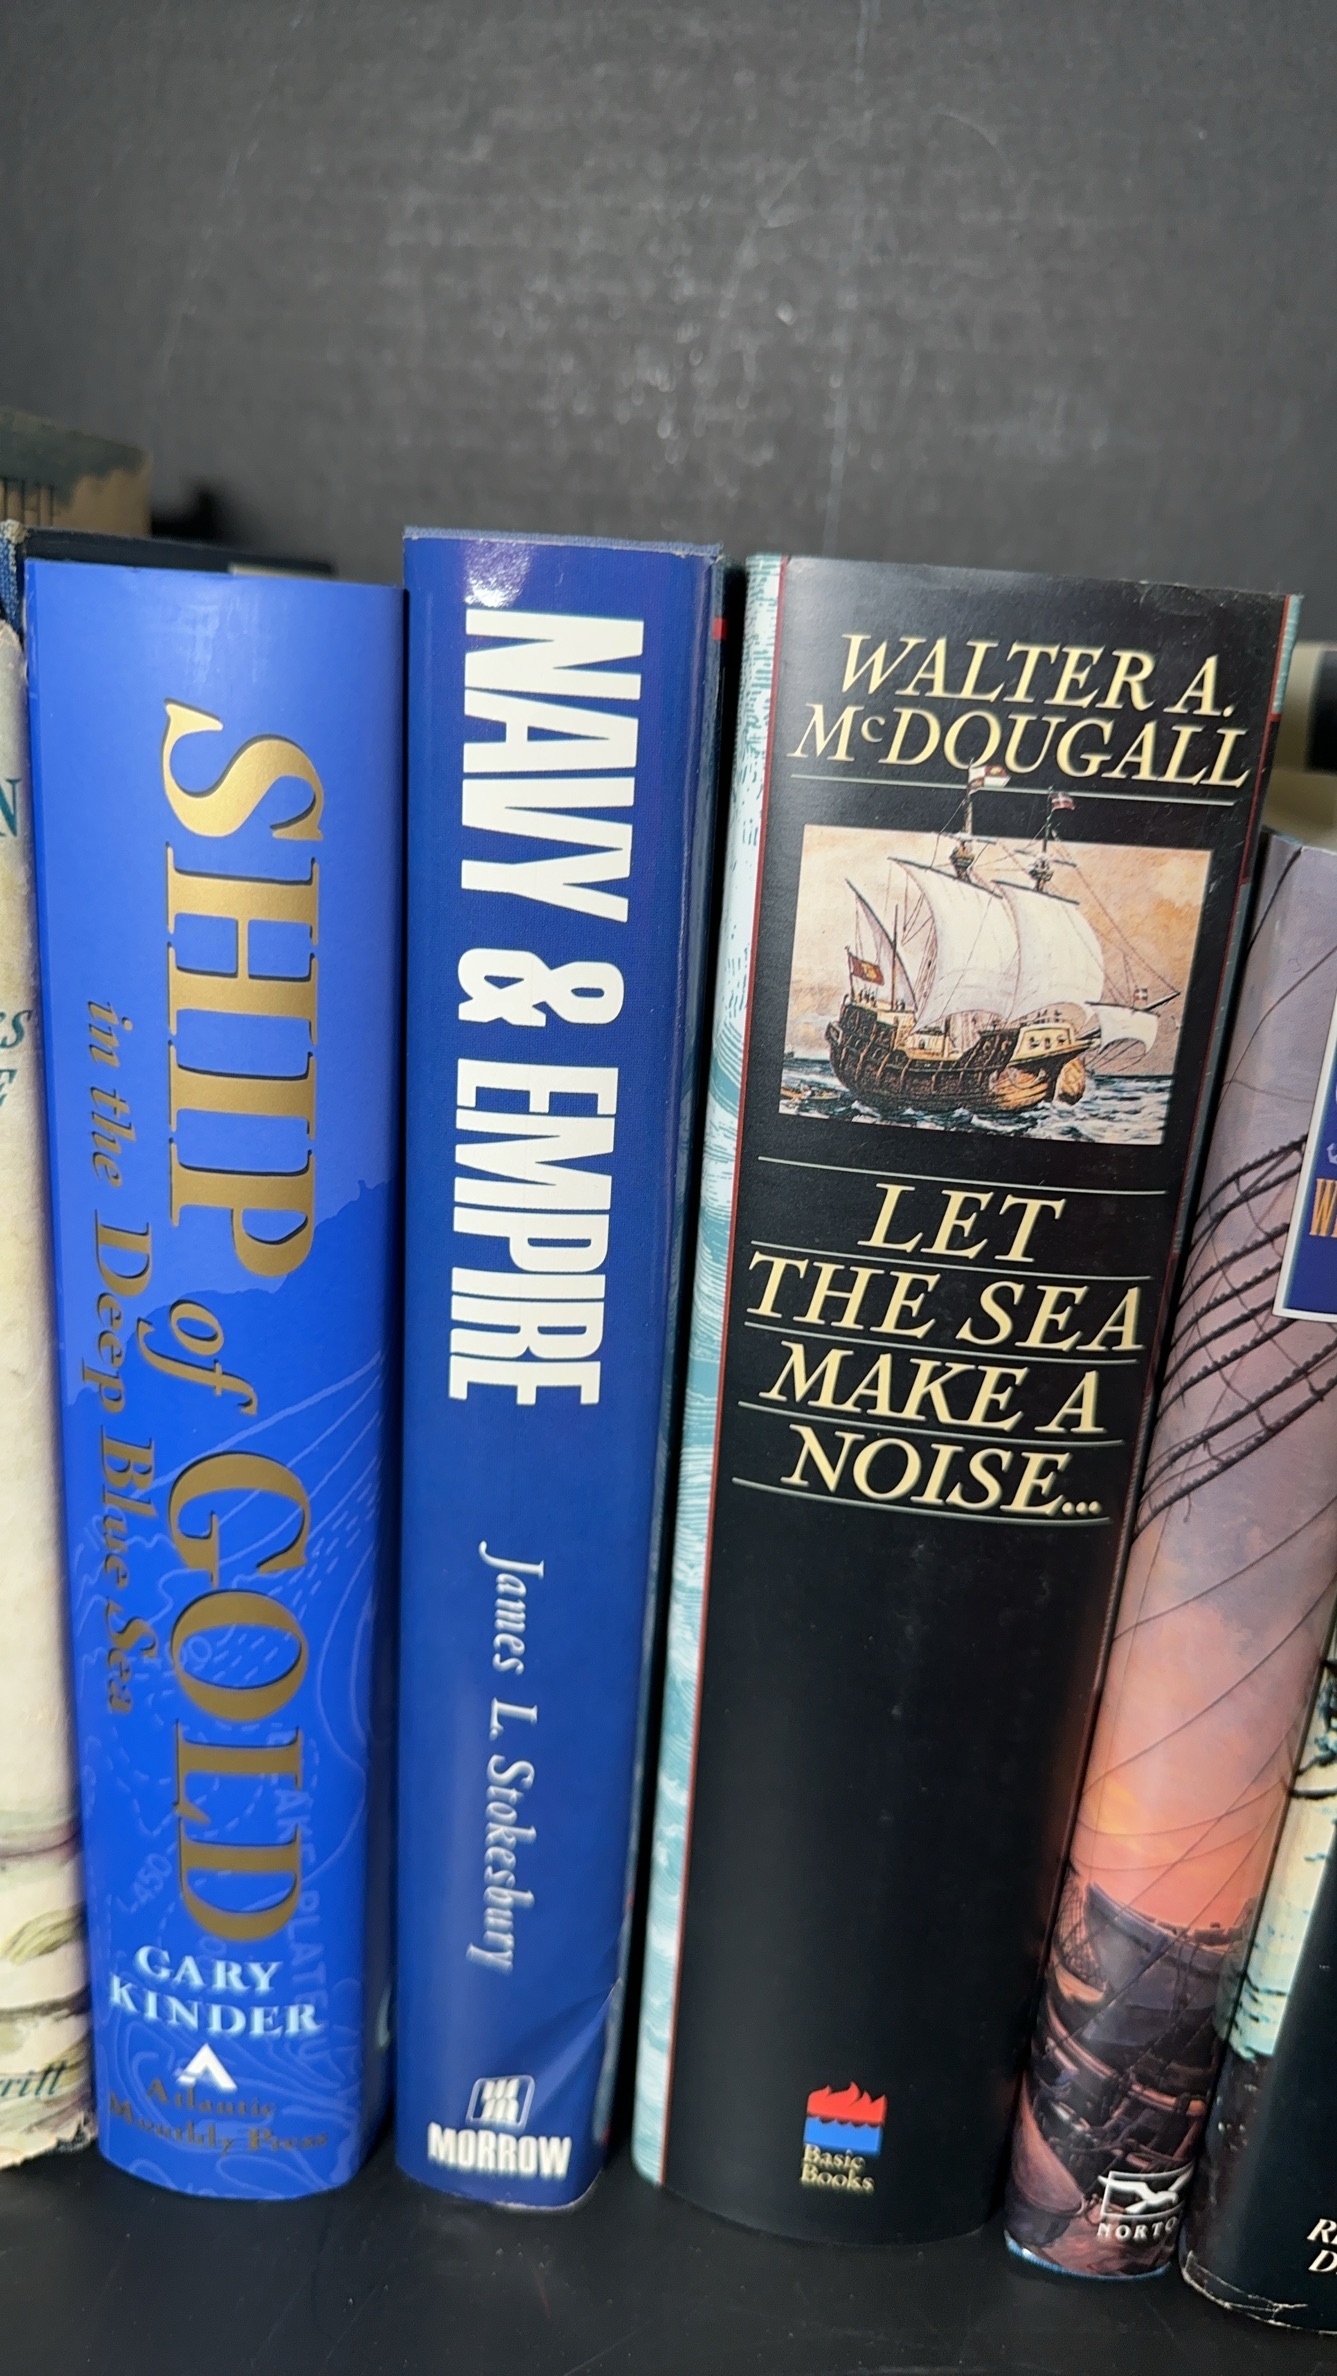 SHIP of GOLD
in the Deep Blue Sea
GARY
KINDER
Atlantic
Monthly Press
NAVY & EMPIRE
James L. Stokesbury
MORROW
WALTER A.
McDOUGALL
LET
THE SEA
MAKE A
NOISE...
Basic
Books